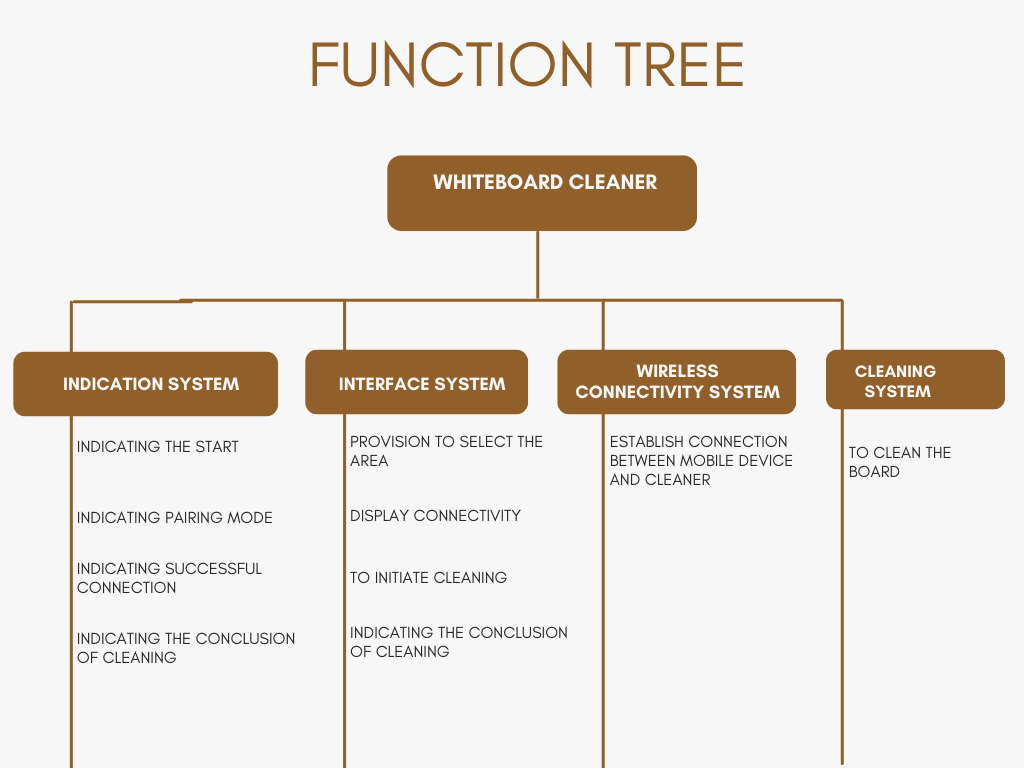 FUNCTION TREE
WHITEBOARD CLEANER
INDICATION SYSTEM
INDICATING THE START
INDICATING PAIRING MODE
INDICATING SUCCESSFUL
CONNECTION
INDICATING THE CONCLUSION
OF CLEANING
INTERFACE SYSTEM
PROVISION TO SELECT THE
AREA
DISPLAY CONNECTIVITY
TO INITIATE CLEANING
INDICATING THE CONCLUSION
OF CLEANING
WIRELESS
CONNECTIVITY SYSTEM
ESTABLISH CONNECTION
BETWEEN MOBILE DEVICE
AND CLEANER
CLEANING
SYSTEM
TO CLEAN THE
BOARD